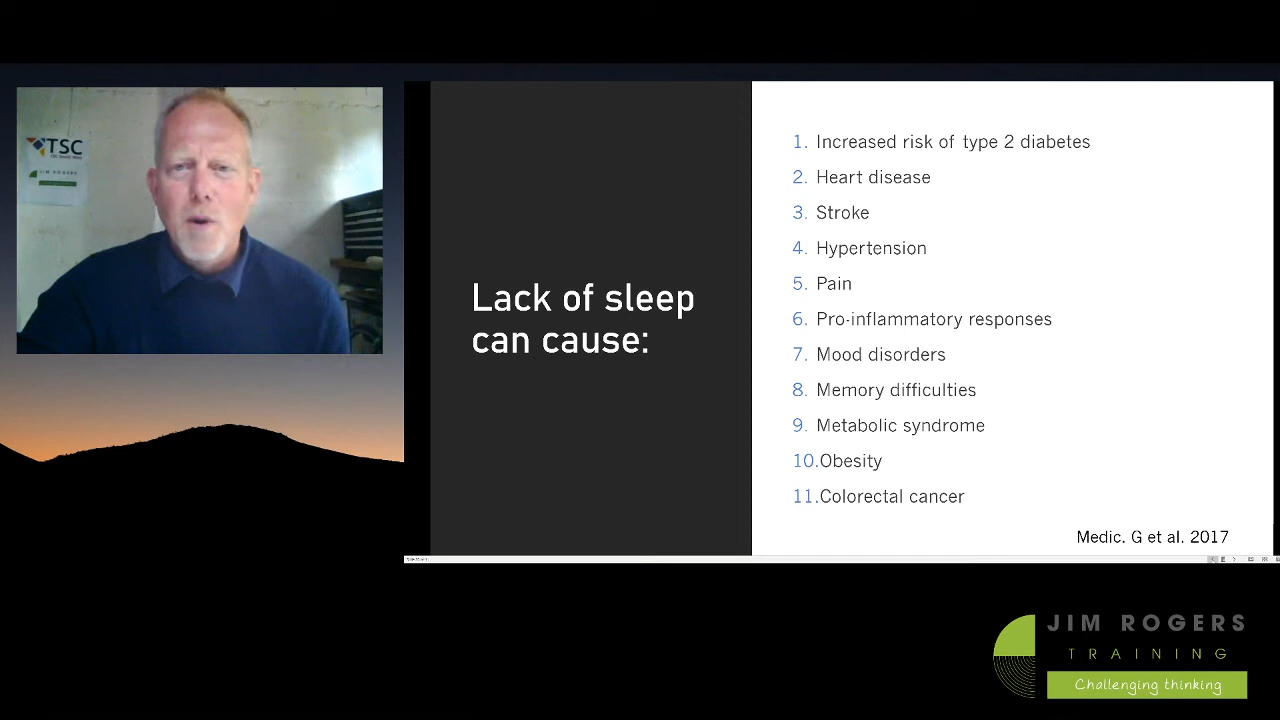 TSC
JIM ROGERS
Lack of sleep
can cause:
1. Increased risk of type 2 diabetes
2. Heart disease
3. Stroke
4. Hypertension
5. Pain
6. Pro-inflammatory responses
7. Mood disorders
8. Memory difficulties
9. Metabolic syndrome
10.Obesity
11.Colorectal cancer
Medic. G et al. 2017
JIM ROGERS
TRAINING
Challenging thinking